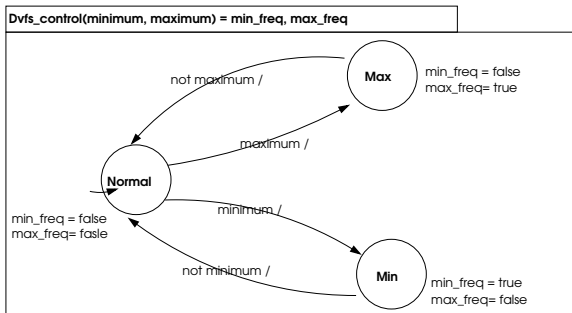 Dvfs_control(minimum, maximum) = min_freq, max_freq
not maximum /
Max
min_freq = false
max_freq= true
maximum /
Normal
min_freq = false
max_freq= fasle
minimum /
not minimum /
Min
min_freq = true
max_freq= false